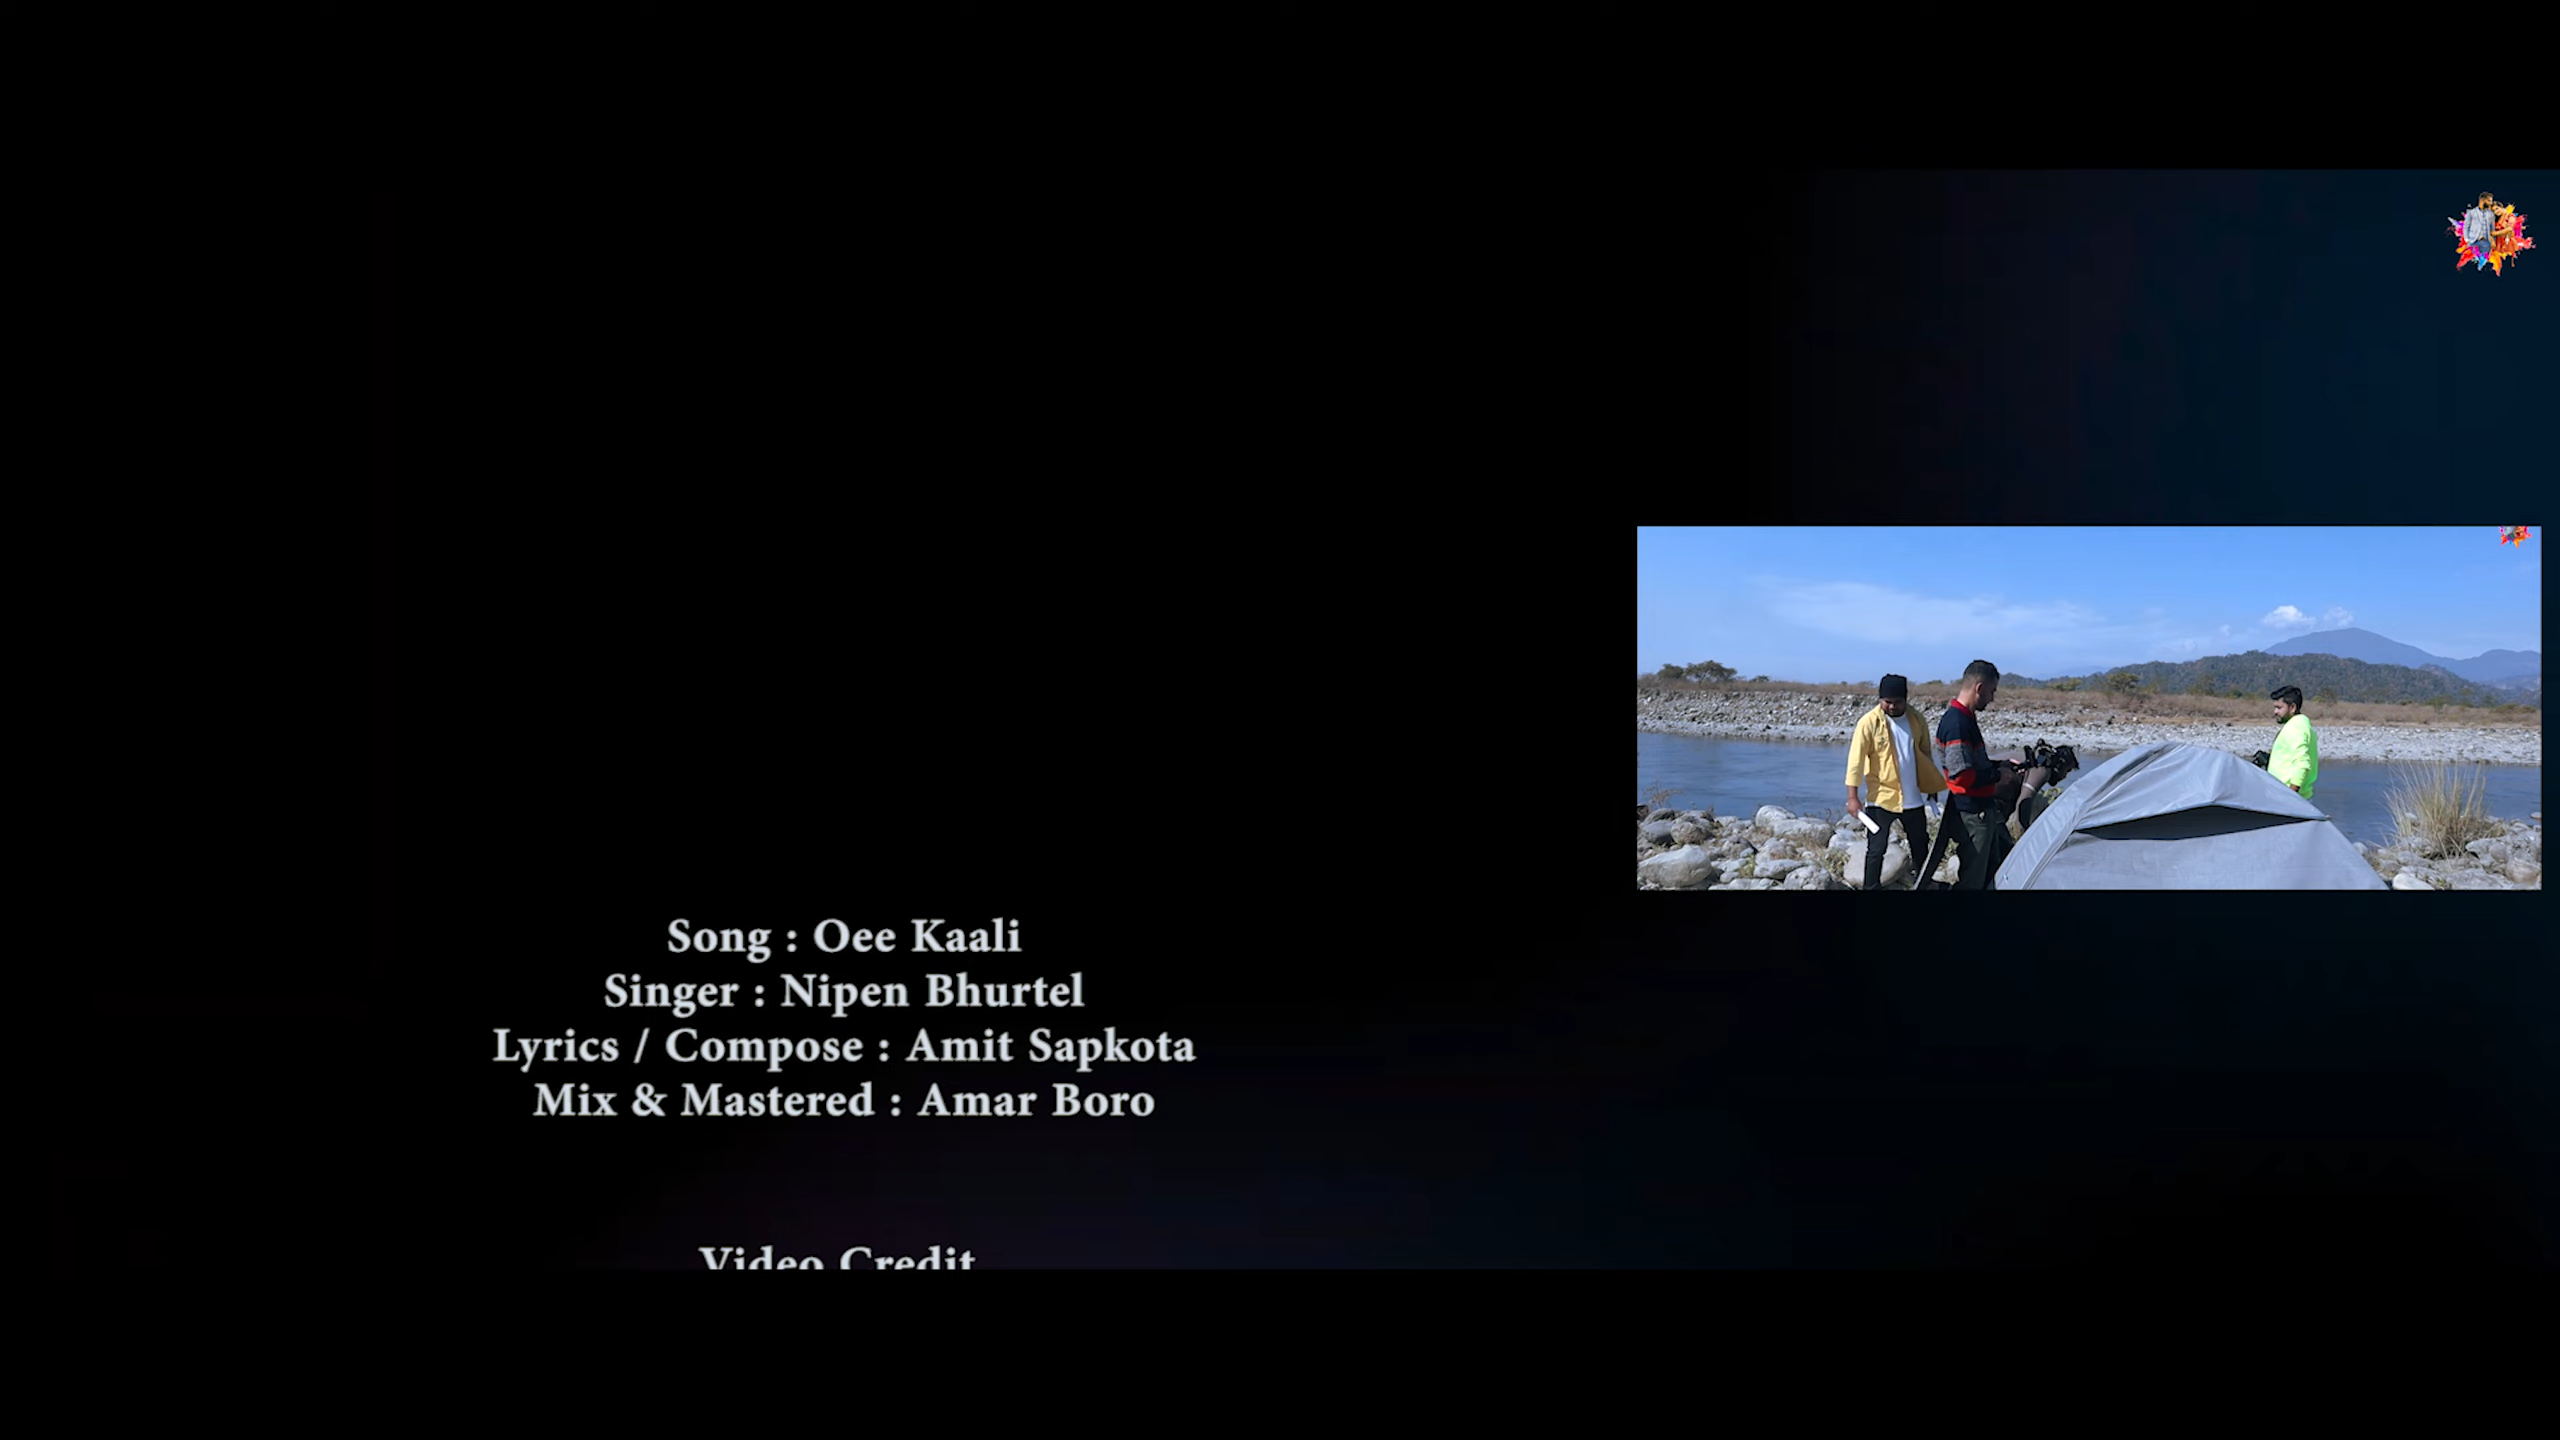 Song : Oee Kaali
Singer : Nipen Bhurtel
Lyrics / Compose : Amit Sapkota
Mix & Mastered : Amar Boro
Video Credit